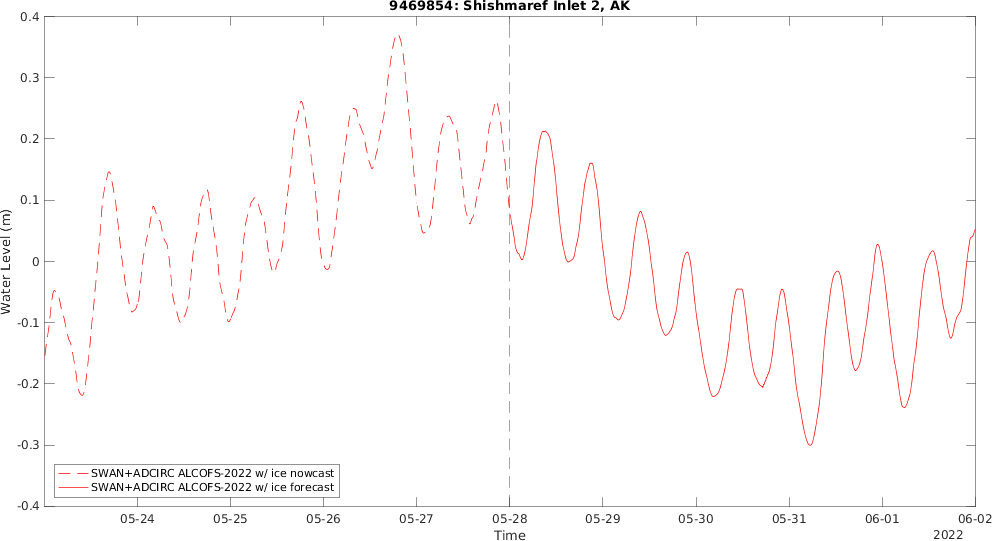 9469854: Shishmaref Inlet 2, AK
0.4
0.3
0.2
0.1
0
-0.1
-0.2
-0.3
-0.4
Water Level (m)
SWAN+ADCIRC ALCOFS-2022 w/ ice nowcast
SWAN+ADCIRC ALCOFS-2022 w/ ice forecast
05-24 05-25 05-26 05-27 05-28 05-29 05-30 05-31 06-01 06-02
Time
2022